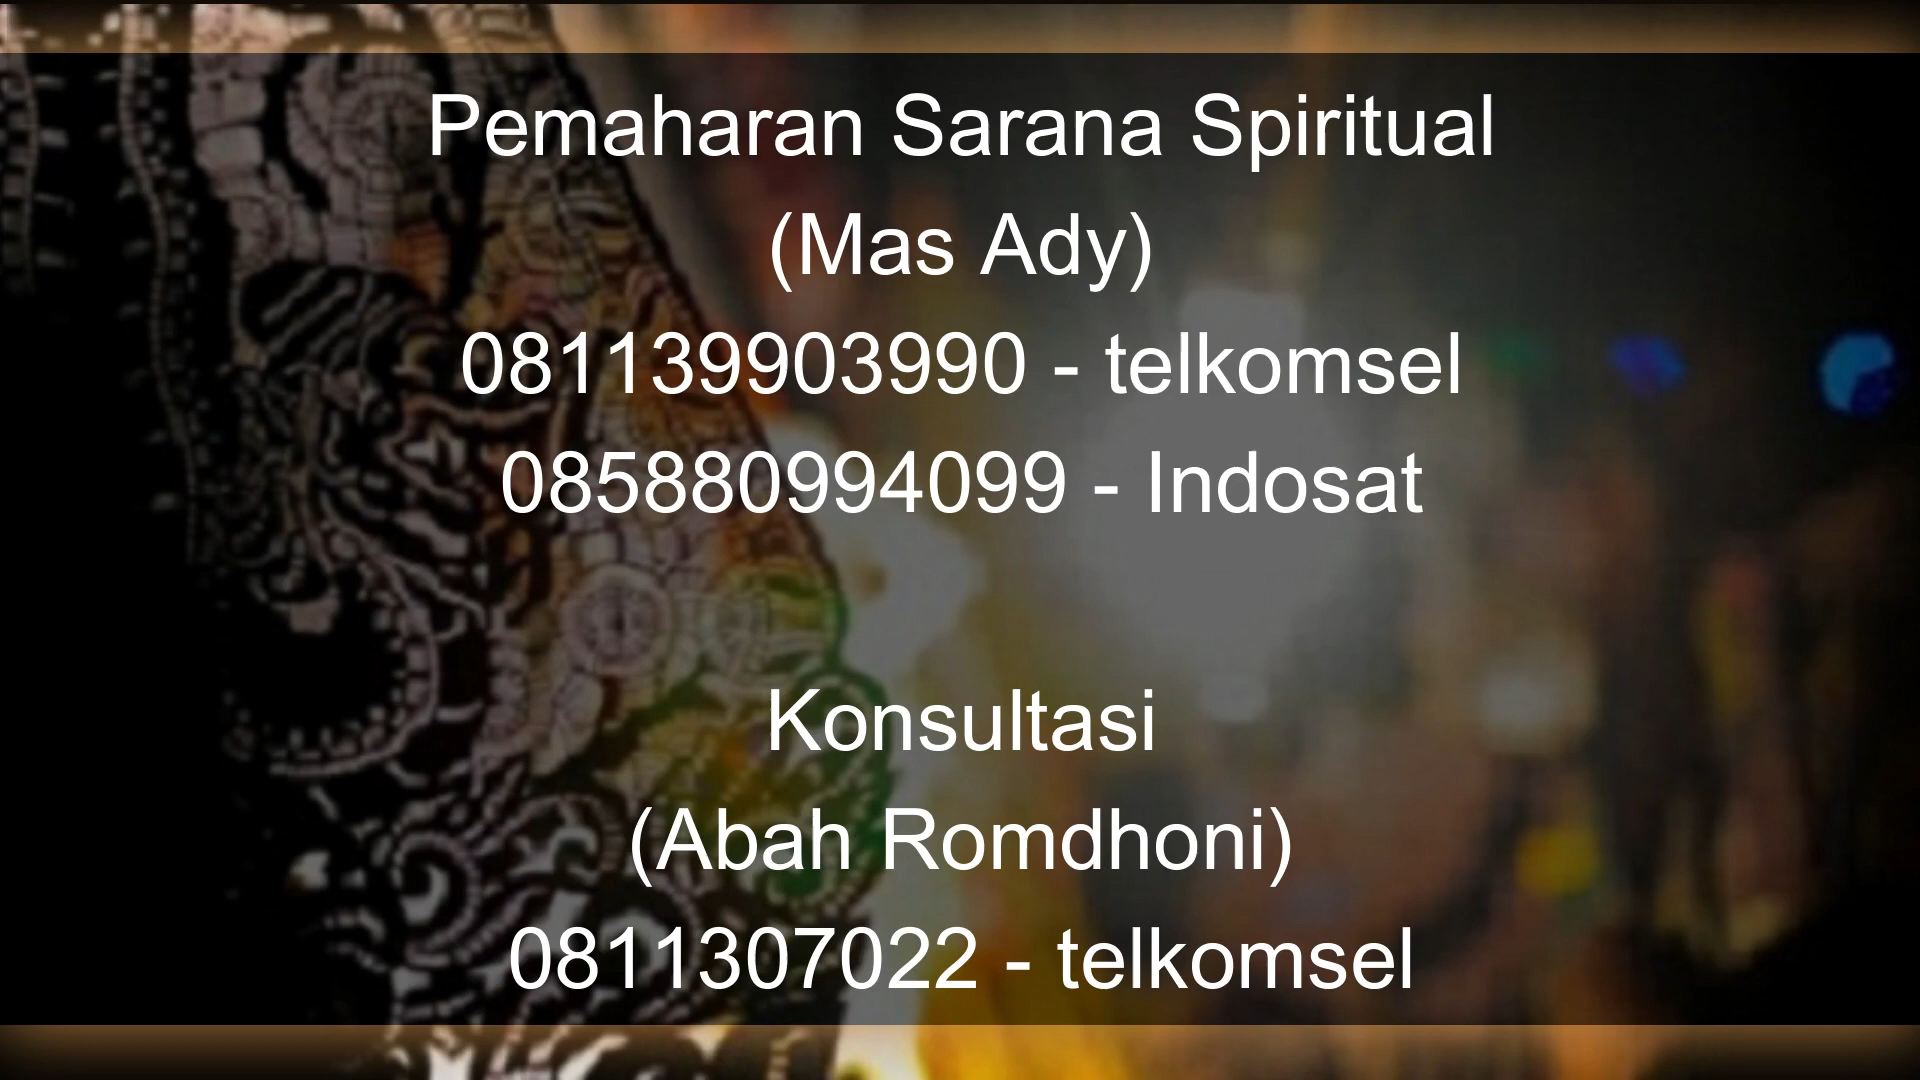 Pemaharan Sarana Spiritual
(Mas Ady)
081139903990 - telkomsel
085880994099 - Indosat
Konsultasi
(Abah Romdhoni)
0811307022 - telkomsel